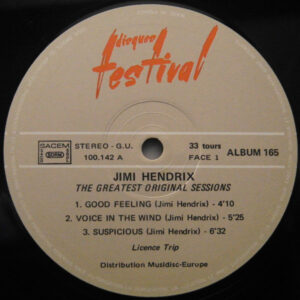 disques
festival
SACEM
SDRM
STEREO - G.U.
100.142 A
33 tours
FACE 1
ALBUM 165
JIMI HENDRIX
THE GREATEST ORIGINAL SESSIONS
1. GOOD FEELING (Jimi Hendrix) - 4'10
2. VOICE IN THE WIND (Jimi Hendrix) - 5'25
3. SUSPICIOUS (Jimi Hendrix) - 6'32
Licence Trip
Distribution Musidisc-Europe